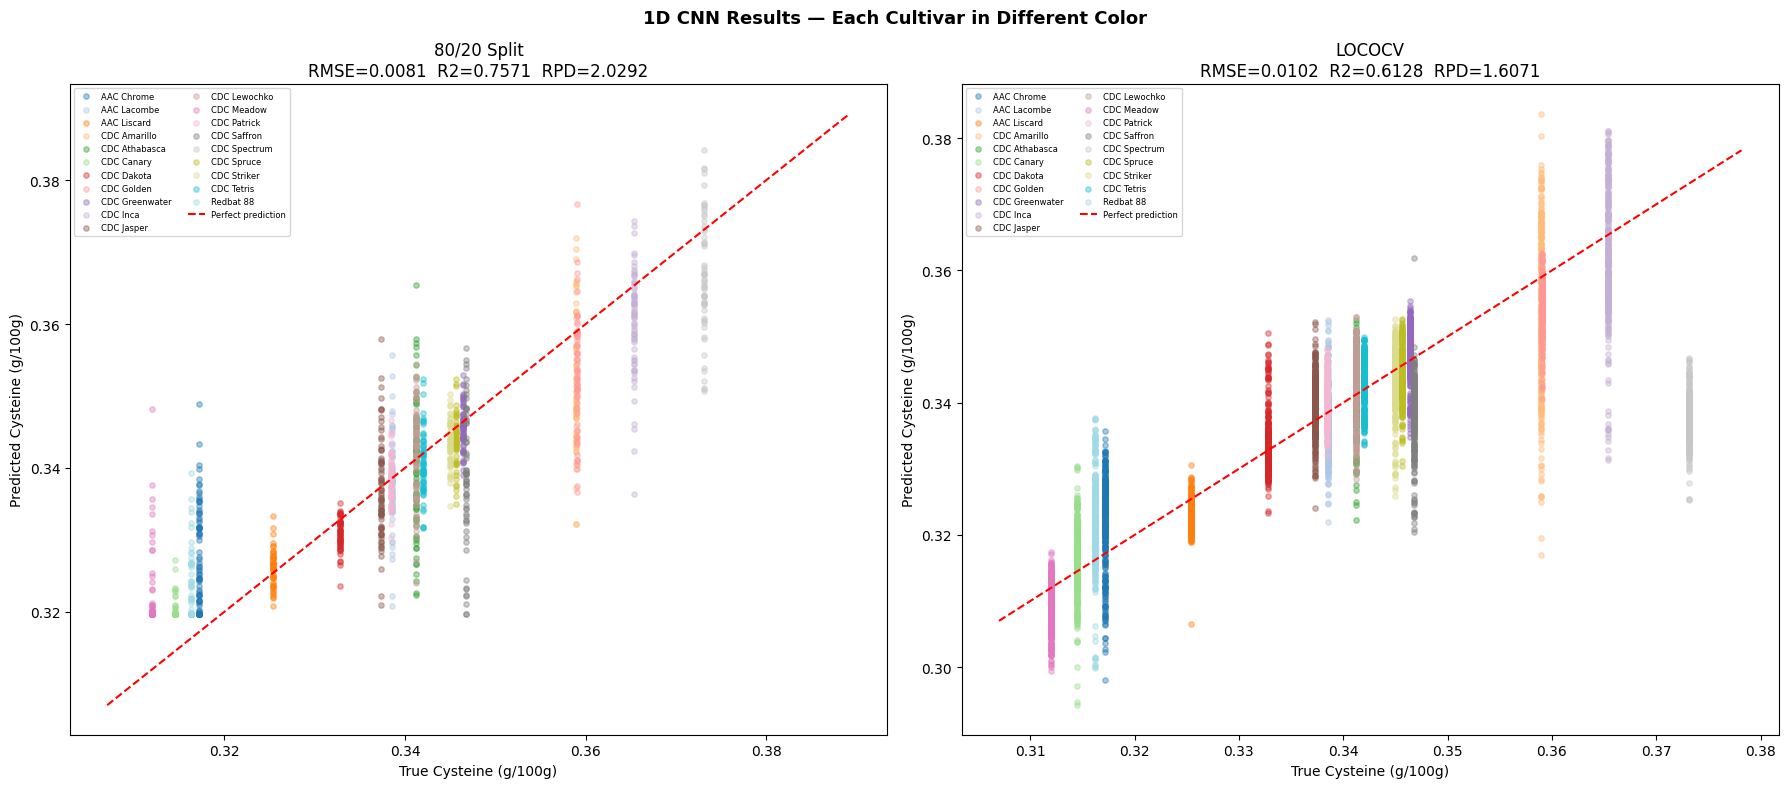 1D CNN Results — Each Cultivar in Different Color
80/20 Split
RMSE=0.0081  R2=0.7571  RPD=2.0292
AAC Chrome
AAC Lacombe
AAC Liscard
CDC Amarillo
CDC Athabasca
CDC Canary
CDC Dakota
CDC Golden
CDC Greenwater
CDC Inca
CDC Jasper
CDC Lewochko
CDC Meadow
CDC Patrick
CDC Saffron
CDC Spectrum
CDC Spruce
CDC Striker
CDC Tetris
Redbat 88
Perfect prediction
Predicted Cysteine (g/100g)
0.38
0.36
0.34
0.32
0.32
0.34
0.36
0.38
True Cysteine (g/100g)
LOCOCV
RMSE=0.0102  R2=0.6128  RPD=1.6071
AAC Chrome
AAC Lacombe
AAC Liscard
CDC Amarillo
CDC Athabasca
CDC Canary
CDC Dakota
CDC Golden
CDC Greenwater
CDC Inca
CDC Jasper
CDC Lewochko
CDC Meadow
CDC Patrick
CDC Saffron
CDC Spectrum
CDC Spruce
CDC Striker
CDC Tetris
Redbat 88
Perfect prediction
Predicted Cysteine (g/100g)
0.38
0.36
0.34
0.32
0.30
0.31
0.32
0.33
0.34
0.35
0.36
0.37
0.38
True Cysteine (g/100g)